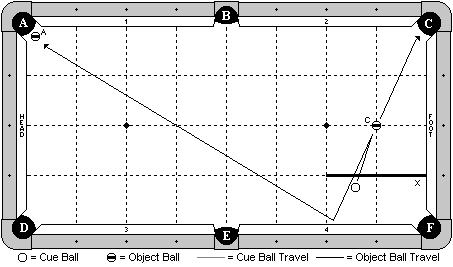 A B C
A
1 2
HEAD
C
FOOT
X
D E F
3 4
= Cue Ball = Object Ball = Cue Ball Travel = Object Ball Travel